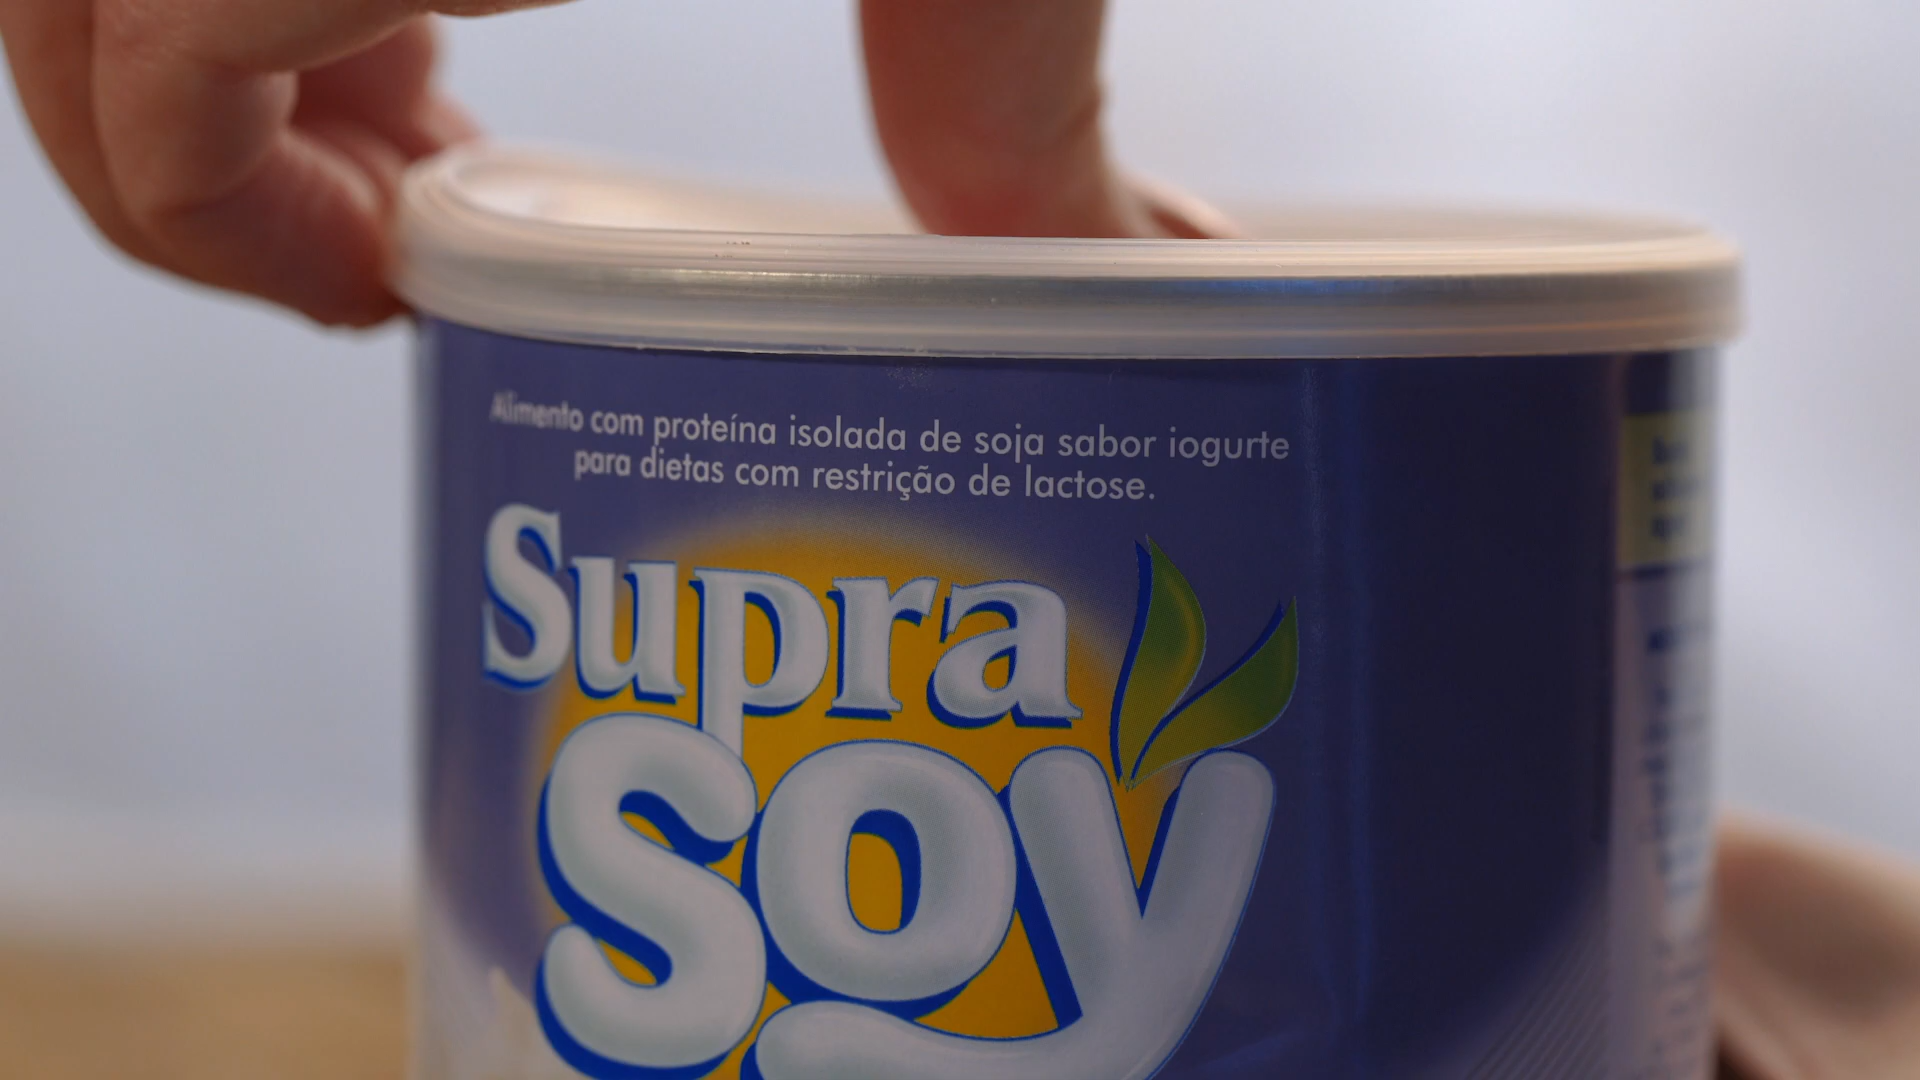 Alimento com proteína isolada de soja sabor iogurte
para dietas com restrição de lactose.
Supra
soy